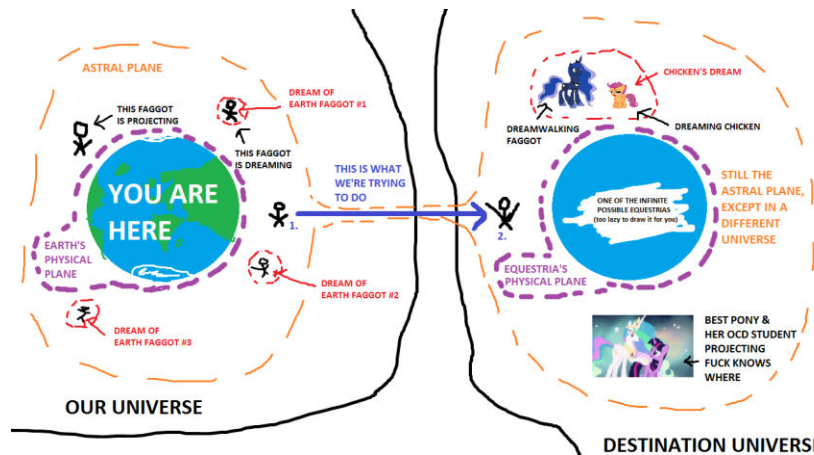 ASTRAL PLANE
THIS FAGGOT
IS PROJECTING
DREAM OF
EARTH FAGGOT #1
THIS FAGGOT
IS DREAMING
YOU ARE
HERE
EARTH'S
PHYSICAL
PLANE
1.
DREAM OF
EARTH FAGGOT #2
DREAM OF
EARTH FAGGOT #3
OUR UNIVERSE
THIS IS WHAT
WE'RE TRYING
TO DO
CHICKEN'S DREAM
DREAMWALKING
FAGGOT
DREAMING CHICKEN
2.
ONE OF THE INFINITE
POSSIBLE EQUESTRIAS
(too lazy to draw it for you)
STILL THE
ASTRAL PLANE,
EXCEPT IN A
DIFFERENT
UNIVERSE
EQUESTRIA'S
PHYSICAL PLANE
BEST PONY &
HER OCD STUDENT
PROJECTING
FUCK KNOWS
WHERE
DESTINATION UNIVERS